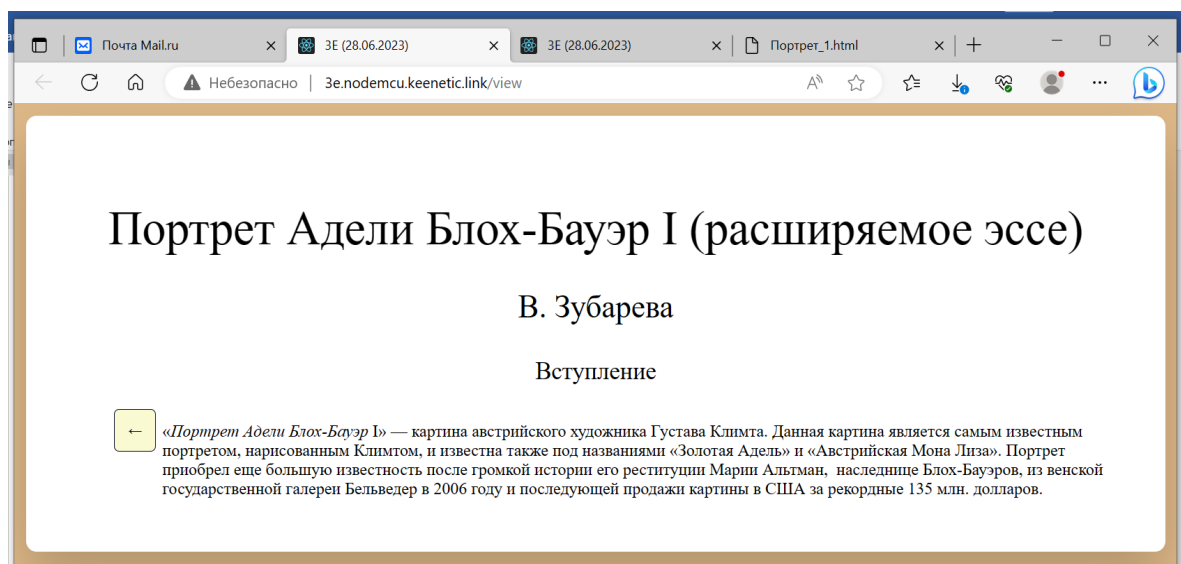 Почта Mail.ru
3E (28.06.2023)
3E (28.06.2023)
Портрет_1.html
Небезопасно | 3e.nodemcu.keenetic.link/view
Портрет Адели Блох-Бауэр I (расширяемое эссе)
В. Зубарева
Вступление
← «Портрет Адели Блох-Бауэр I» — картина австрийского художника Густава Климта. Данная картина является самым известным
портретом, нарисованным Климтом, и известна также под названиями «Золотая Адель» и «Австрийская Мона Лиза». Портрет
приобрел еще большую известность после громкой истории его реституции Марии Альтман, наследнице Блох-Бауэров, из венской
государственной галереи Бельведер в 2006 году и последующей продажи картины в США за рекордные 135 млн. долларов.